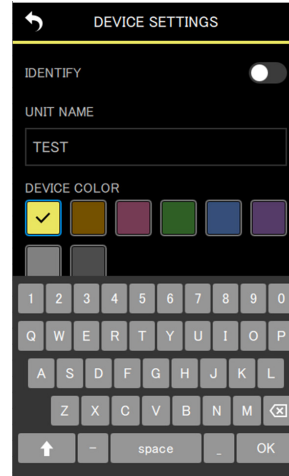 DEVICE SETTINGS
IDENTIFY
UNIT NAME
TEST
DEVICE COLOR
1 2 3 4 5 6 7 8 9 0
Q W E R T Y U I O P
A S D F G H J K L
Z X C V B N M
- space _ OK